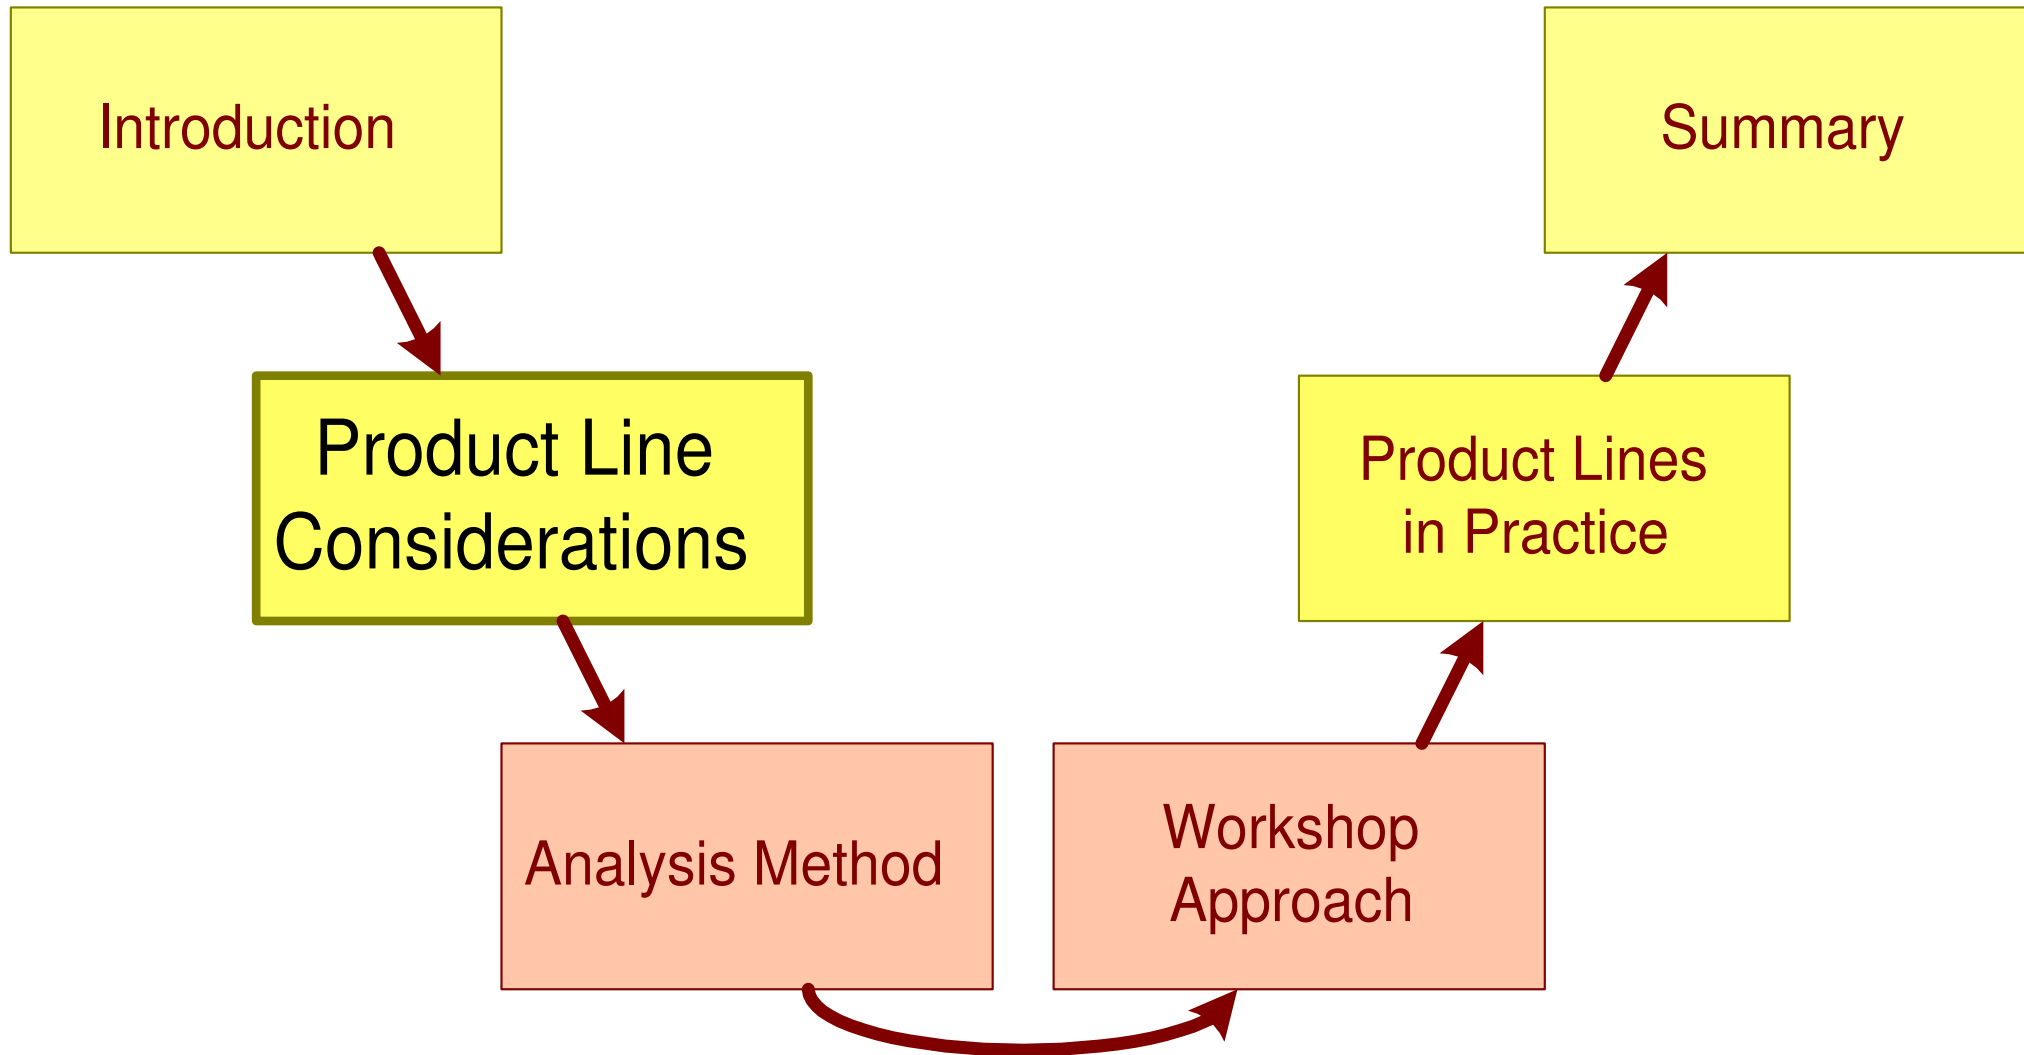 Introduction
Product Line
Considerations
Analysis Method
Workshop
Approach
Product Lines
in Practice
Summary